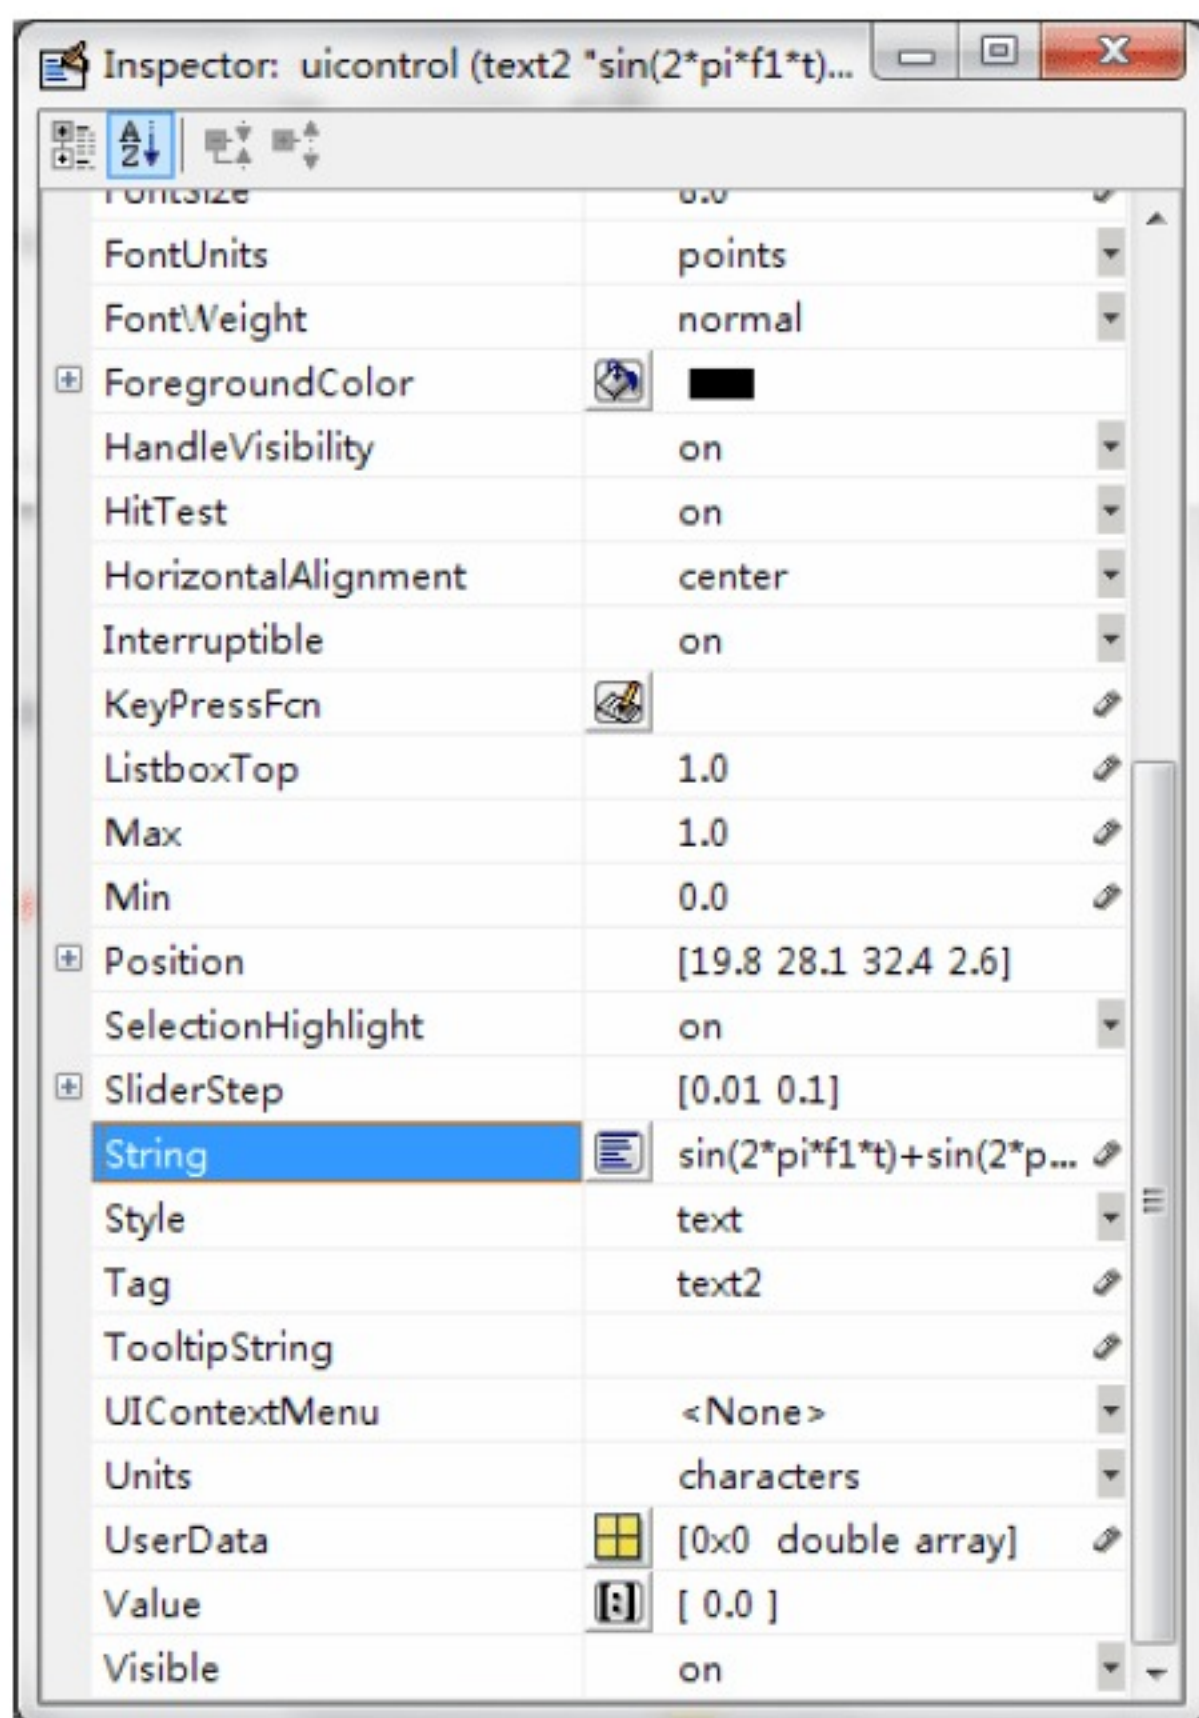 Inspector: uicontrol (text2 "sin(2*pi*f1*t)...
FontSize 8.0
FontUnits points
FontWeight normal
ForegroundColor
HandleVisibility on
HitTest on
HorizontalAlignment center
Interruptible on
KeyPressFcn
ListboxTop 1.0
Max 1.0
Min 0.0
Position [19.8 28.1 32.4 2.6]
SelectionHighlight on
SliderStep [0.01 0.1]
String sin(2*pi*f1*t)+sin(2*p...
Style text
Tag text2
TooltipString
UIContextMenu <None>
Units characters
UserData [0x0 double array]
Value [ 0.0 ]
Visible on